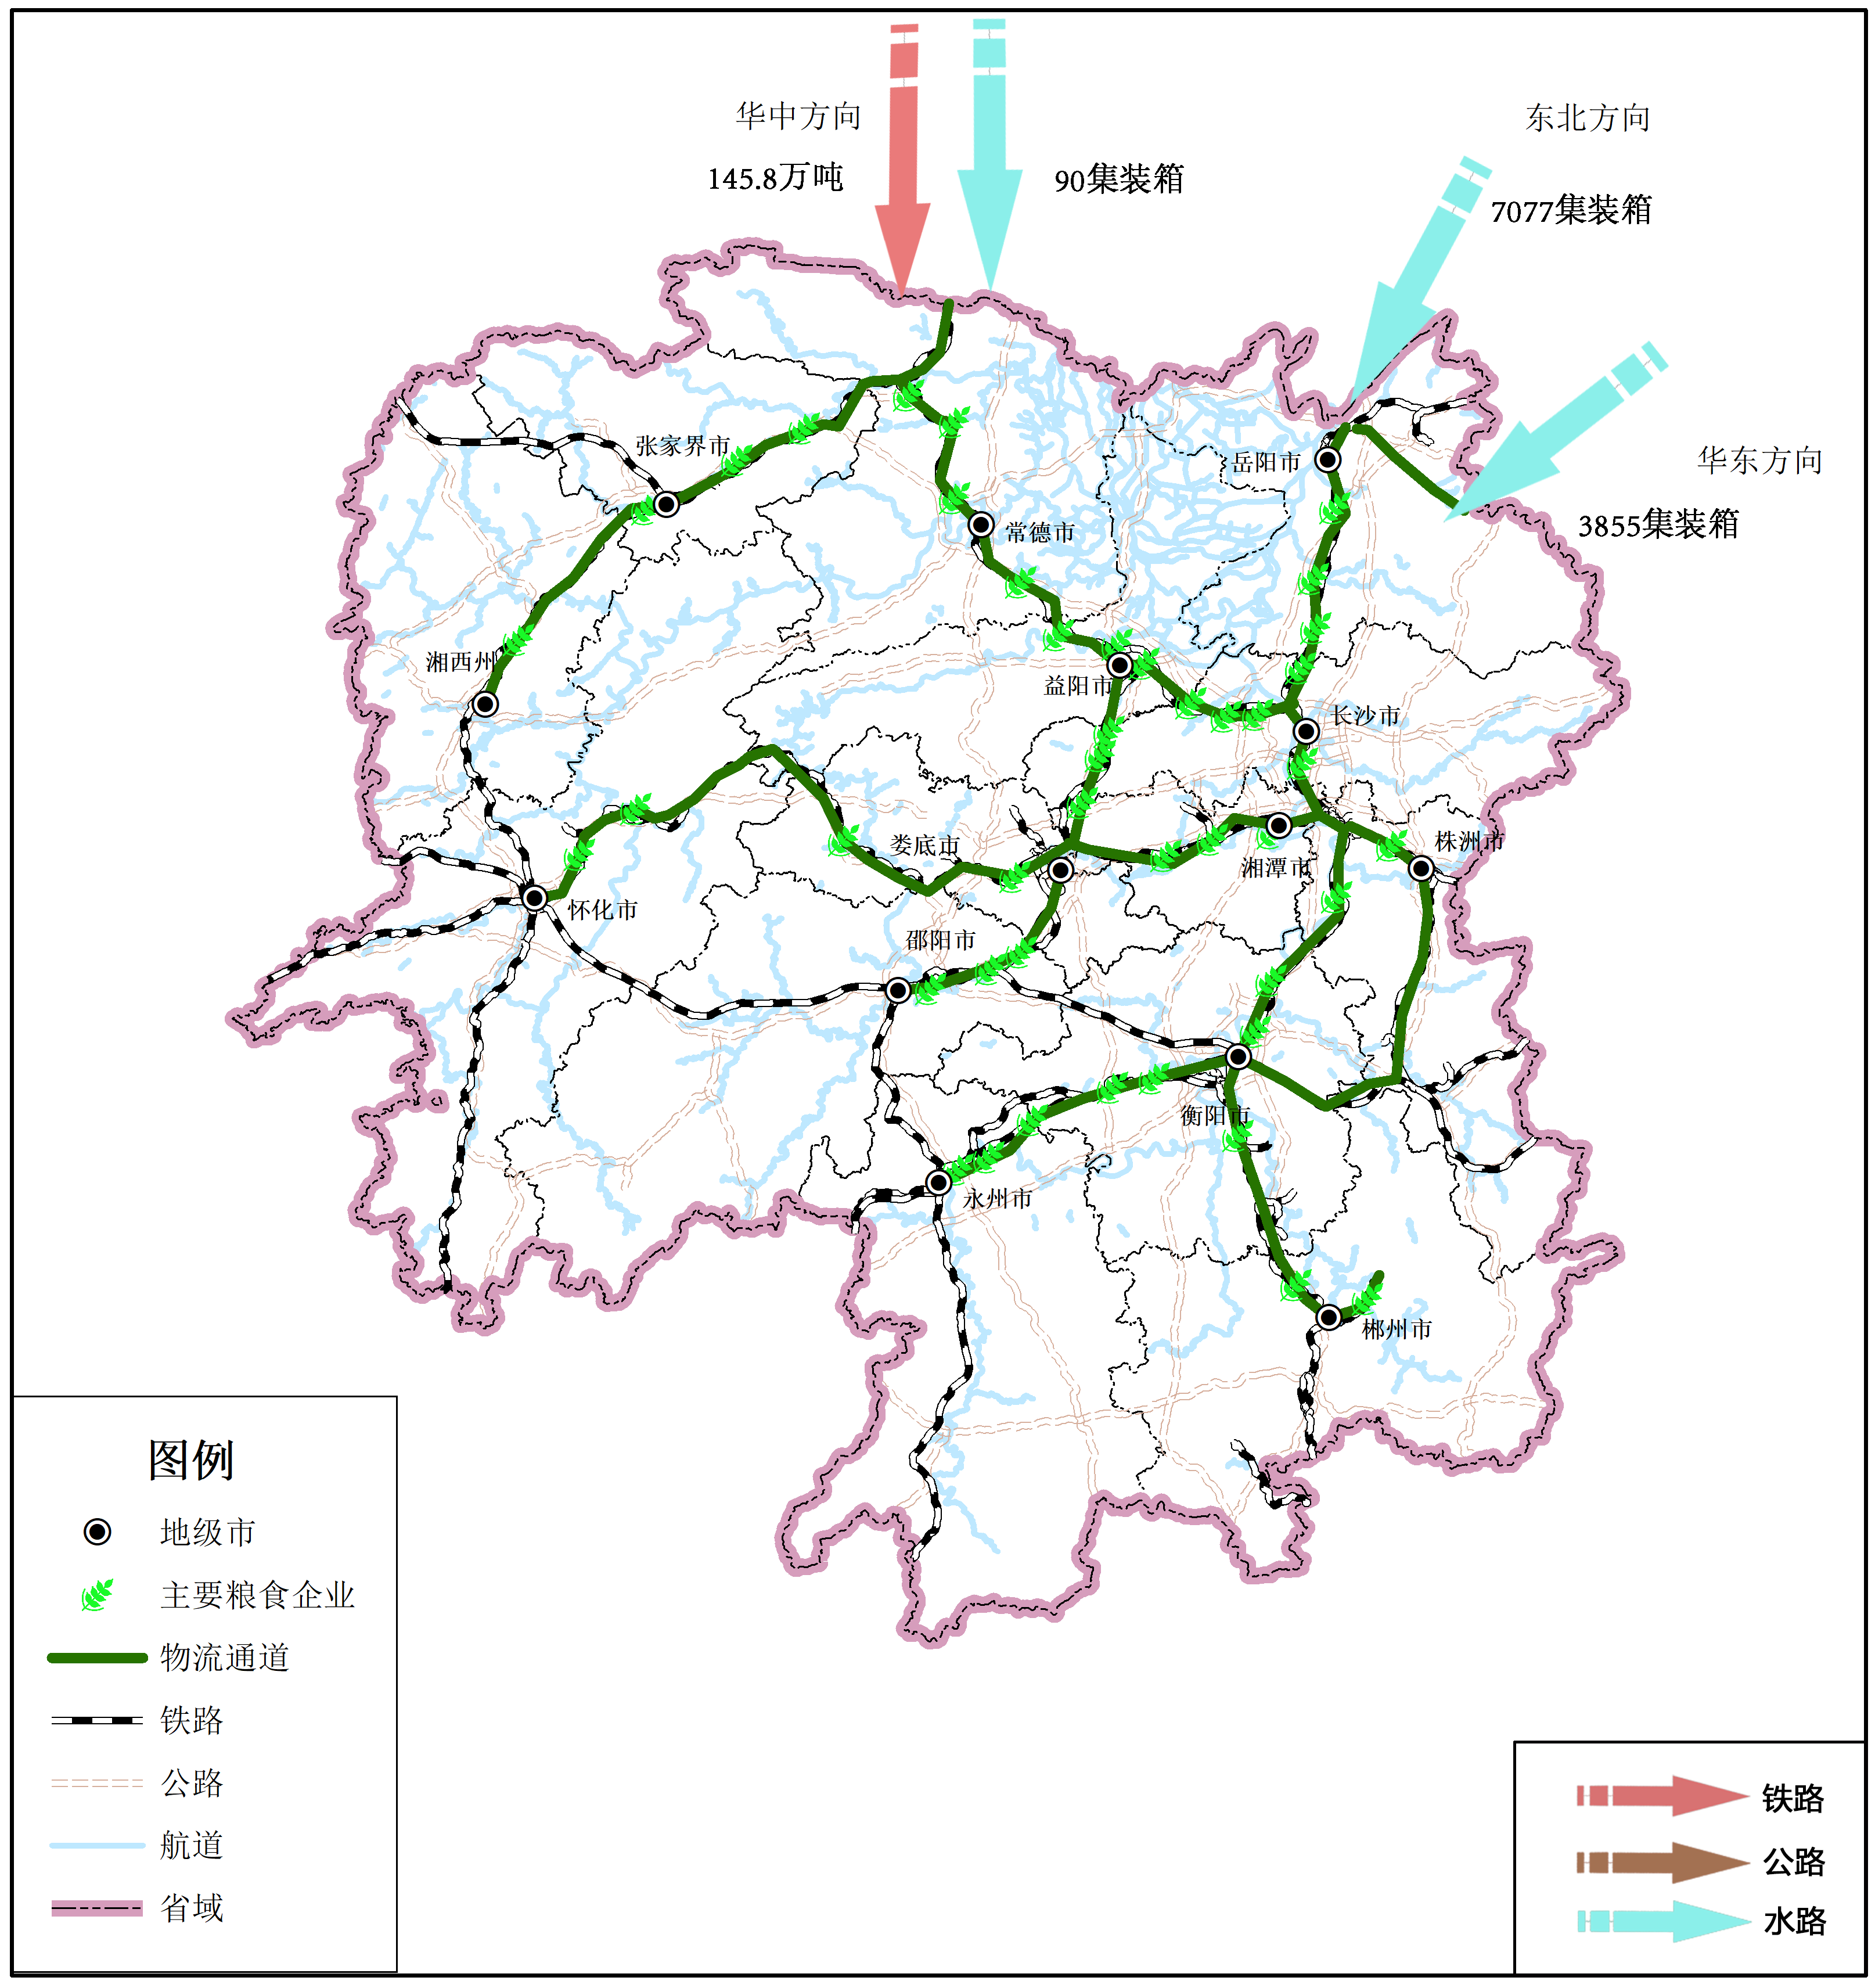 华中方向
145.8万吨
90集装箱
东北方向
7077集装箱
华东方向
3855集装箱
张家界市
岳阳市
常德市
湘西州
益阳市
长沙市
娄底市
湘潭市
株洲市
怀化市
邵阳市
衡阳市
永州市
郴州市
图例
地级市
主要粮食企业
物流通道
铁路
公路
航道
省域
铁路
公路
水路